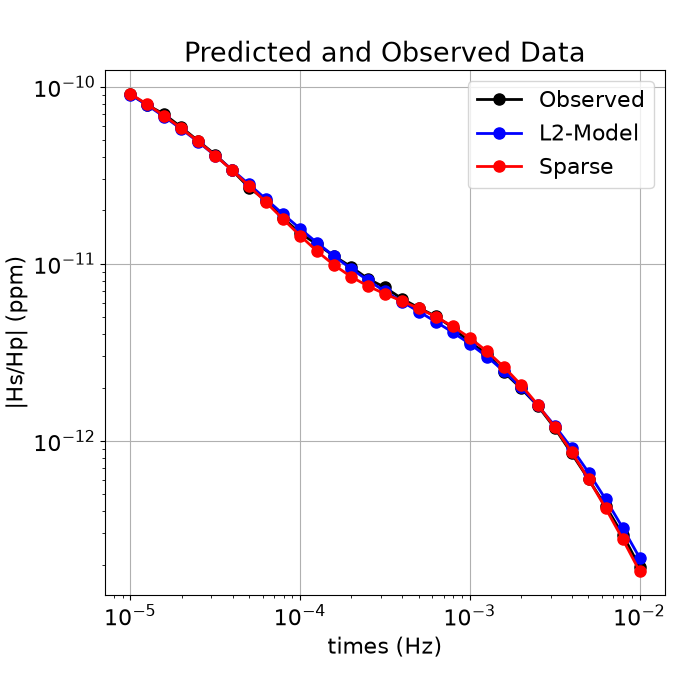 Predicted and Observed Data
Observed
L2-Model
Sparse
|Hs/Hp| (ppm)
10⁻¹⁰
10⁻¹¹
10⁻¹²
10⁻⁵
10⁻⁴
10⁻³
10⁻²
times (Hz)